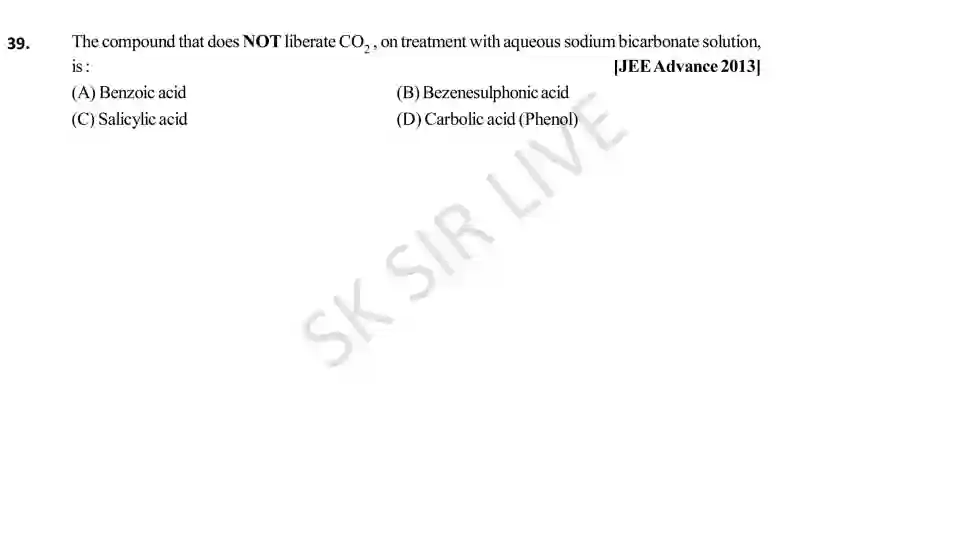 39. The compound that does NOT liberate CO₂, on treatment with aqueous sodium bicarbonate solution,
is : [JEE Advance 2013]
(A) Benzoic acid (B) Bezenesulphonic acid
(C) Salicylic acid (D) Carbolic acid (Phenol)
SK SIR LIVE